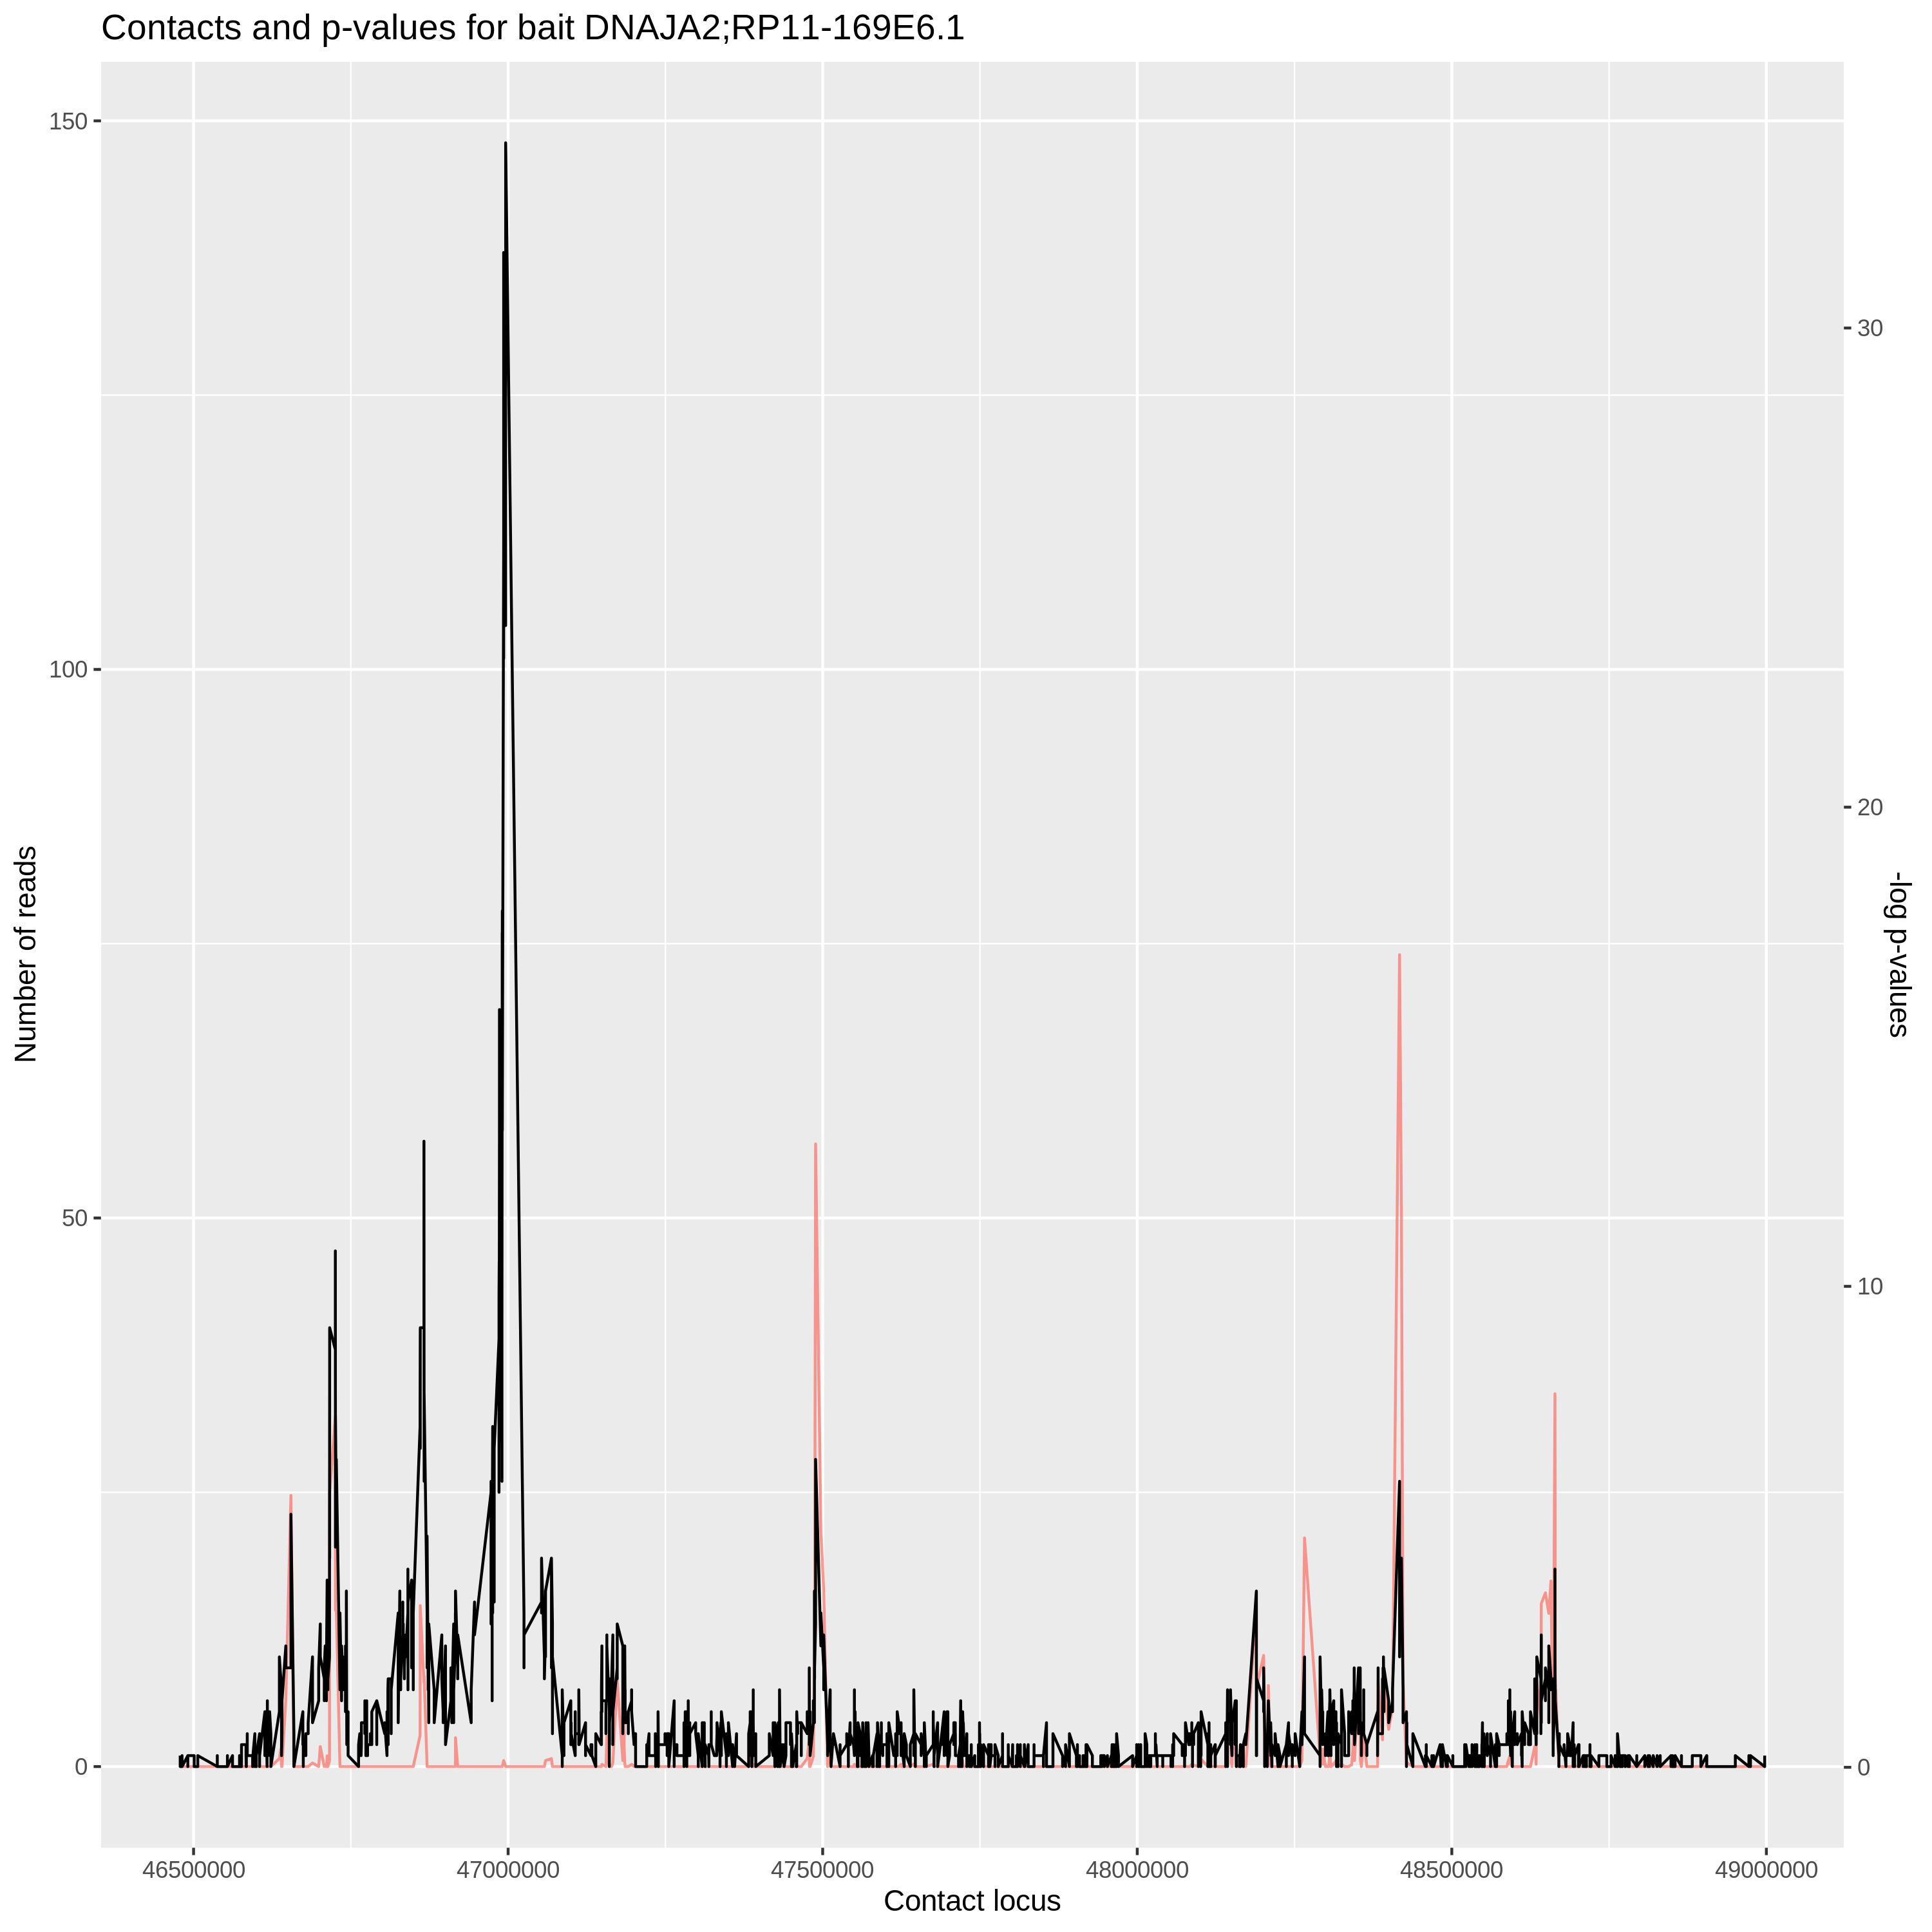 Contacts and p-values for bait DNAJA2;RP11-169E6.1
150
100
50
0
Number of reads
30
20
10
0
-log p-values
46500000 47000000 47500000 48000000 48500000 49000000
Contact locus